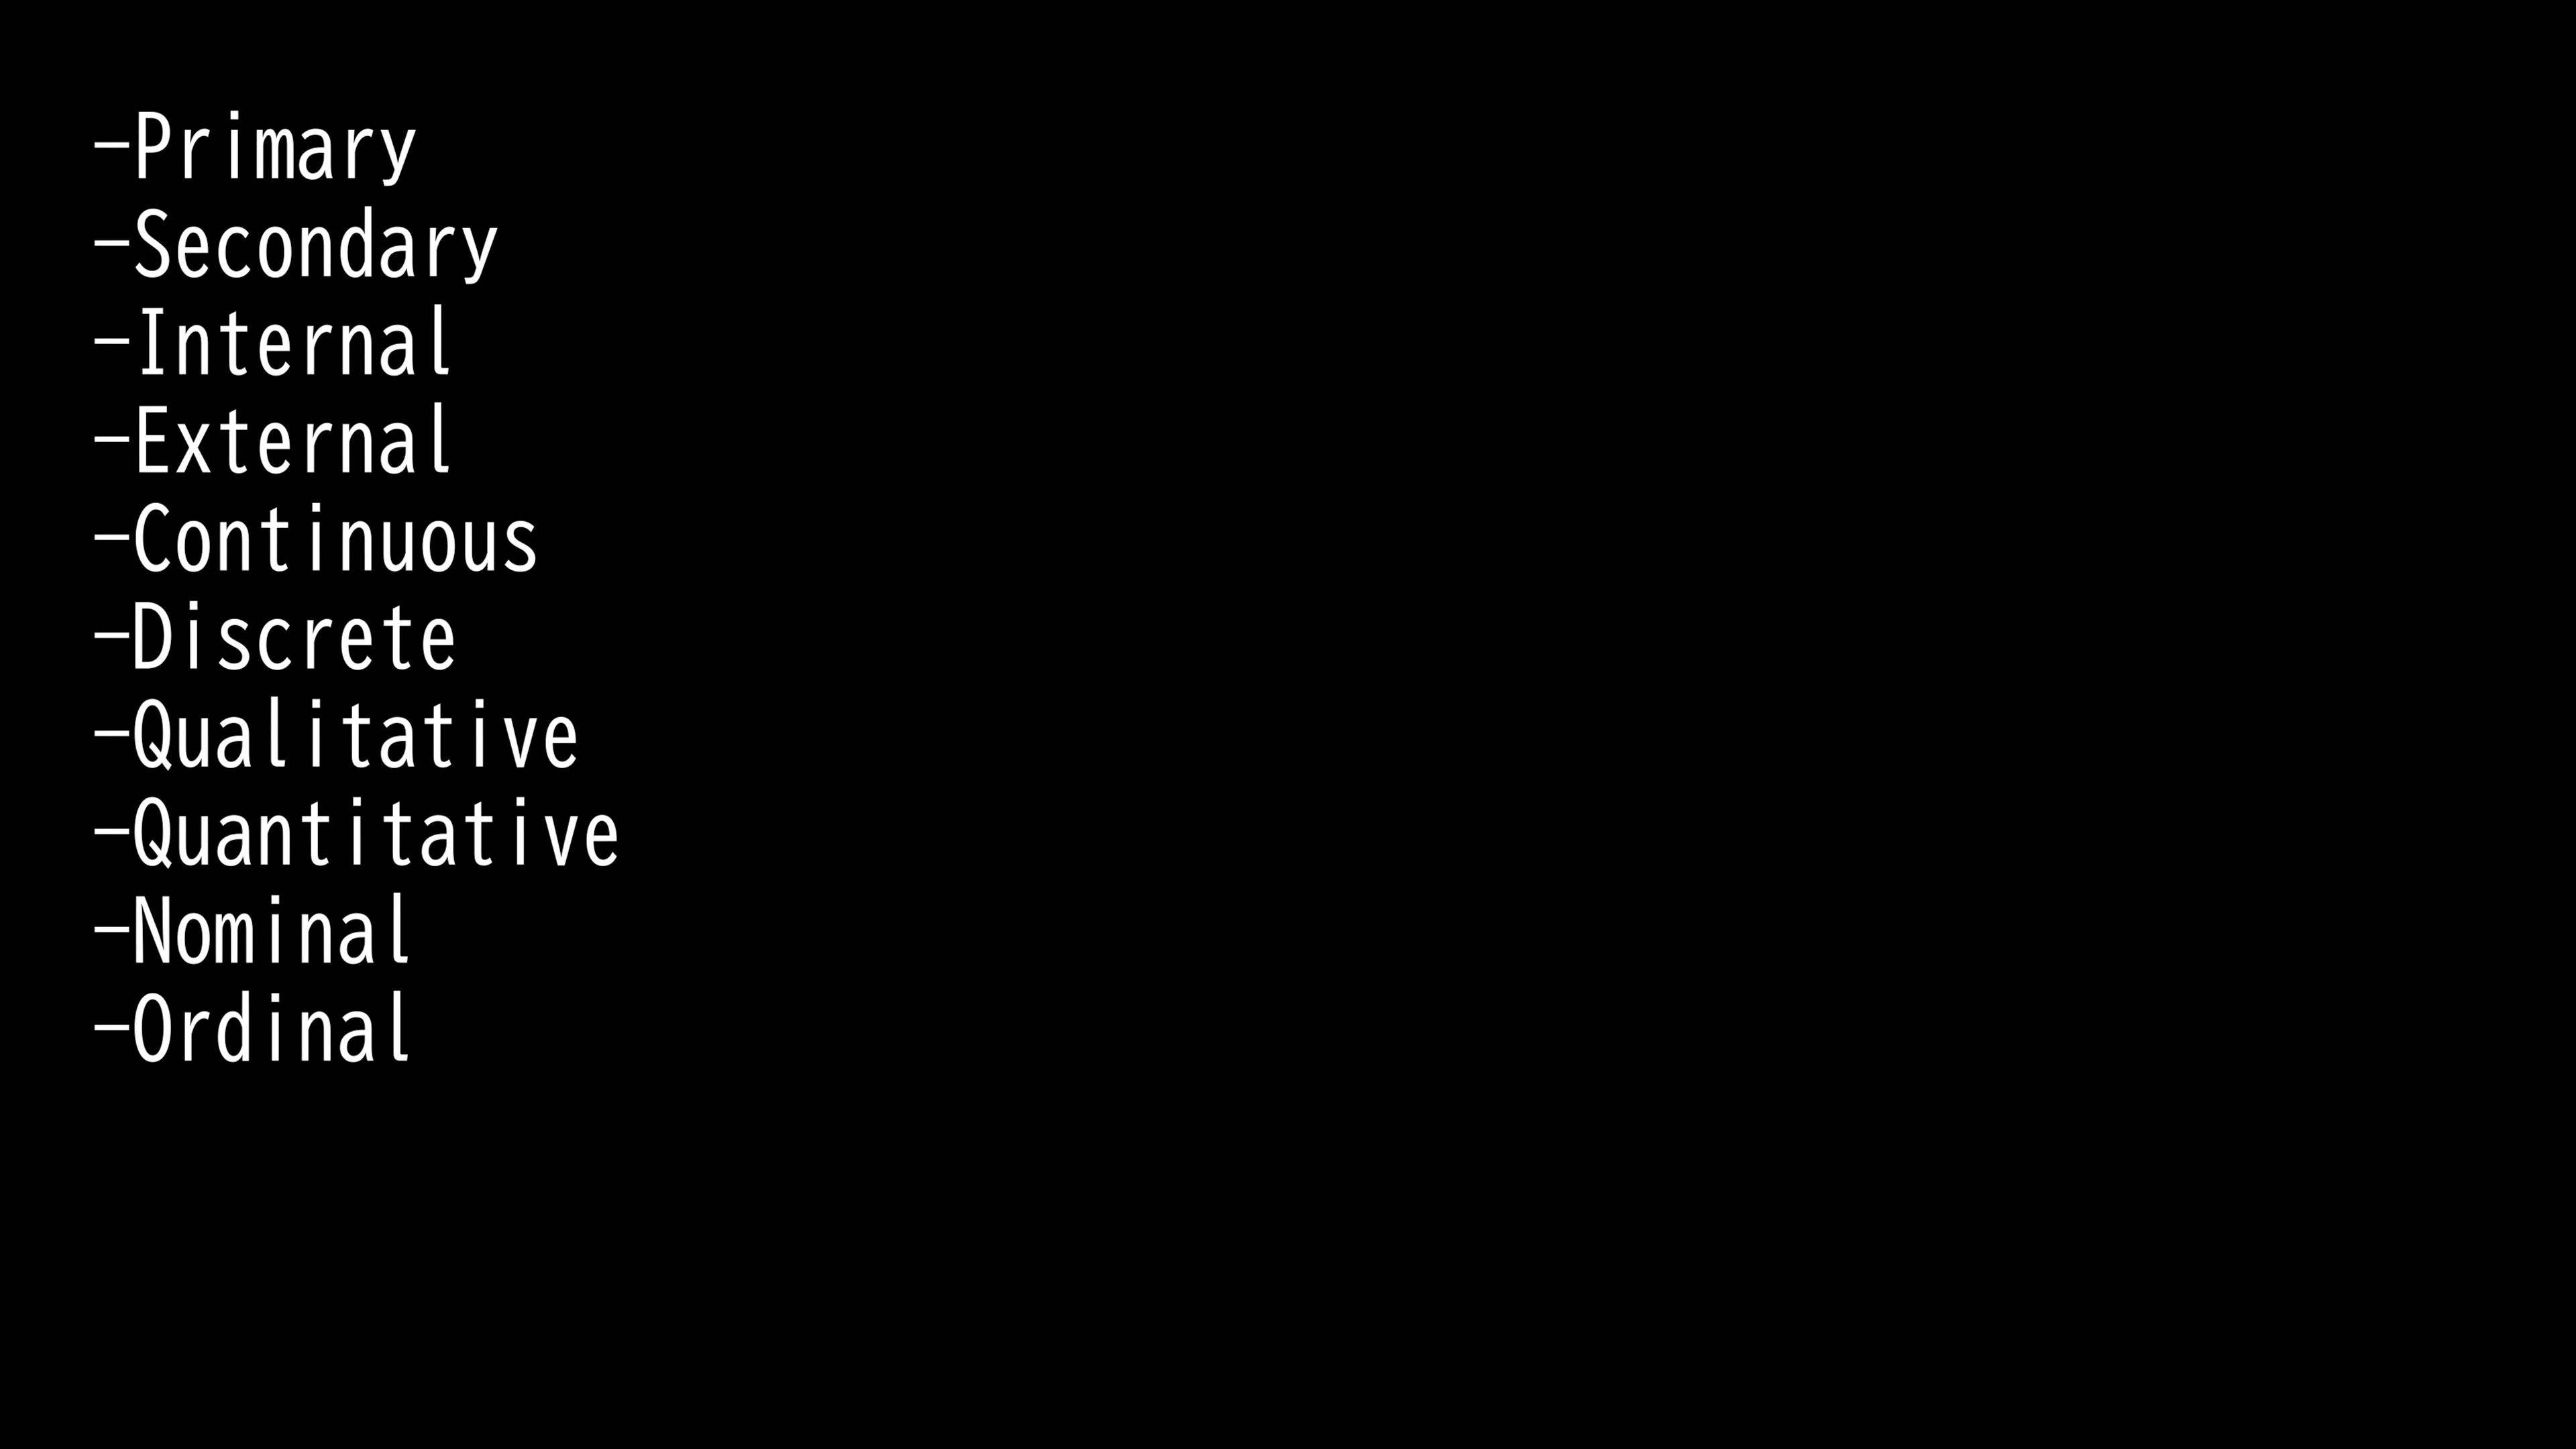 -Primary
-Secondary
-Internal
-External
-Continuous
-Discrete
-Qualitative
-Quantitative
-Nominal
-Ordinal